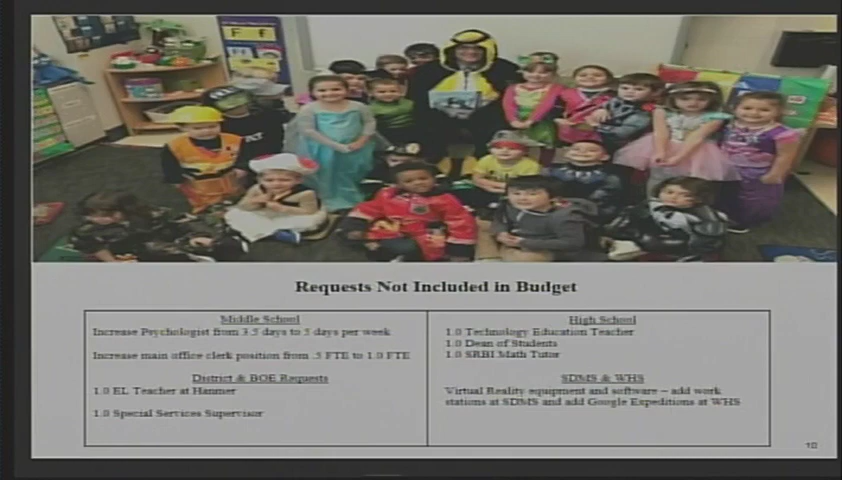 F f
Requests Not Included in Budget
Middle School
Increase Psychologist from 3.5 days to 5 days per week
Increase main office clerk position from .5 FTE to 1.0 FTE
District & BOE Requests
1.0 EL Teacher at Hanmer
1.0 Special Services Supervisor
High School
1.0 Technology Education Teacher
1.0 Dean of Students
1.0 SRBI Math Tutor
SDMS & WHS
Virtual Reality equipment and software – add work
stations at SDMS and add Google Expeditions at WHS